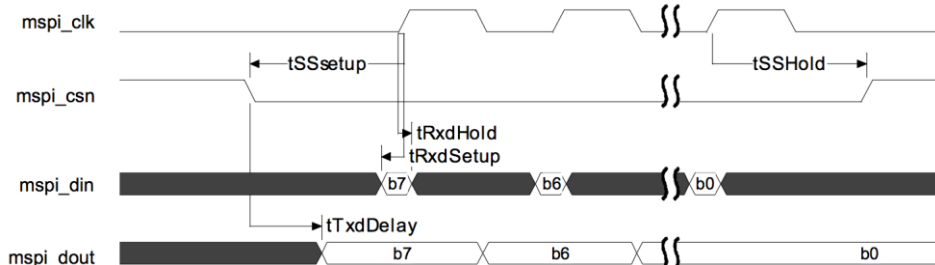 mspi_clk
tSSsetup
tSSHold
mspi_csn
tRxdHold
tRxdSetup
mspi_din
b7
b6
b0
tTxdDelay
mspi_dout
b7
b6
b0